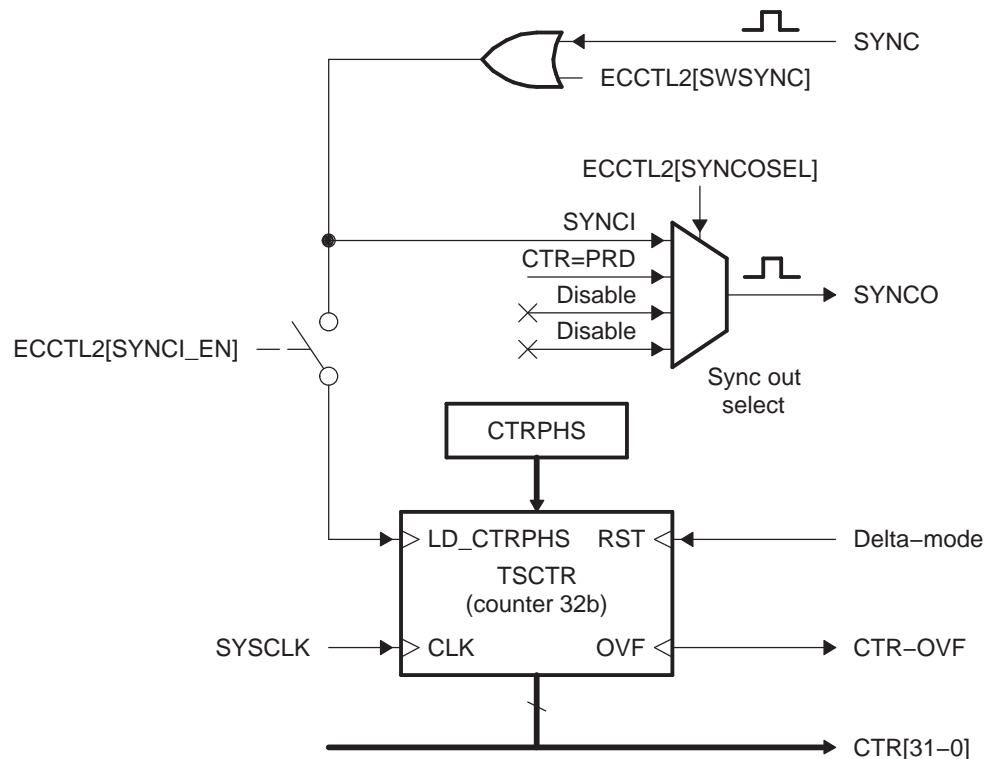 SYNC
ECCTL2[SWSYNC]
ECCTL2[SYNCOSEL]
SYNCI
CTR=PRD
Disable
Disable
SYNCO
ECCTL2[SYNCI_EN]
Sync out
select
CTRPHS
LD_CTRPHS
RST
Delta−mode
TSCTR
(counter 32b)
SYSCLK
CLK
OVF
CTR−OVF
CTR[31−0]